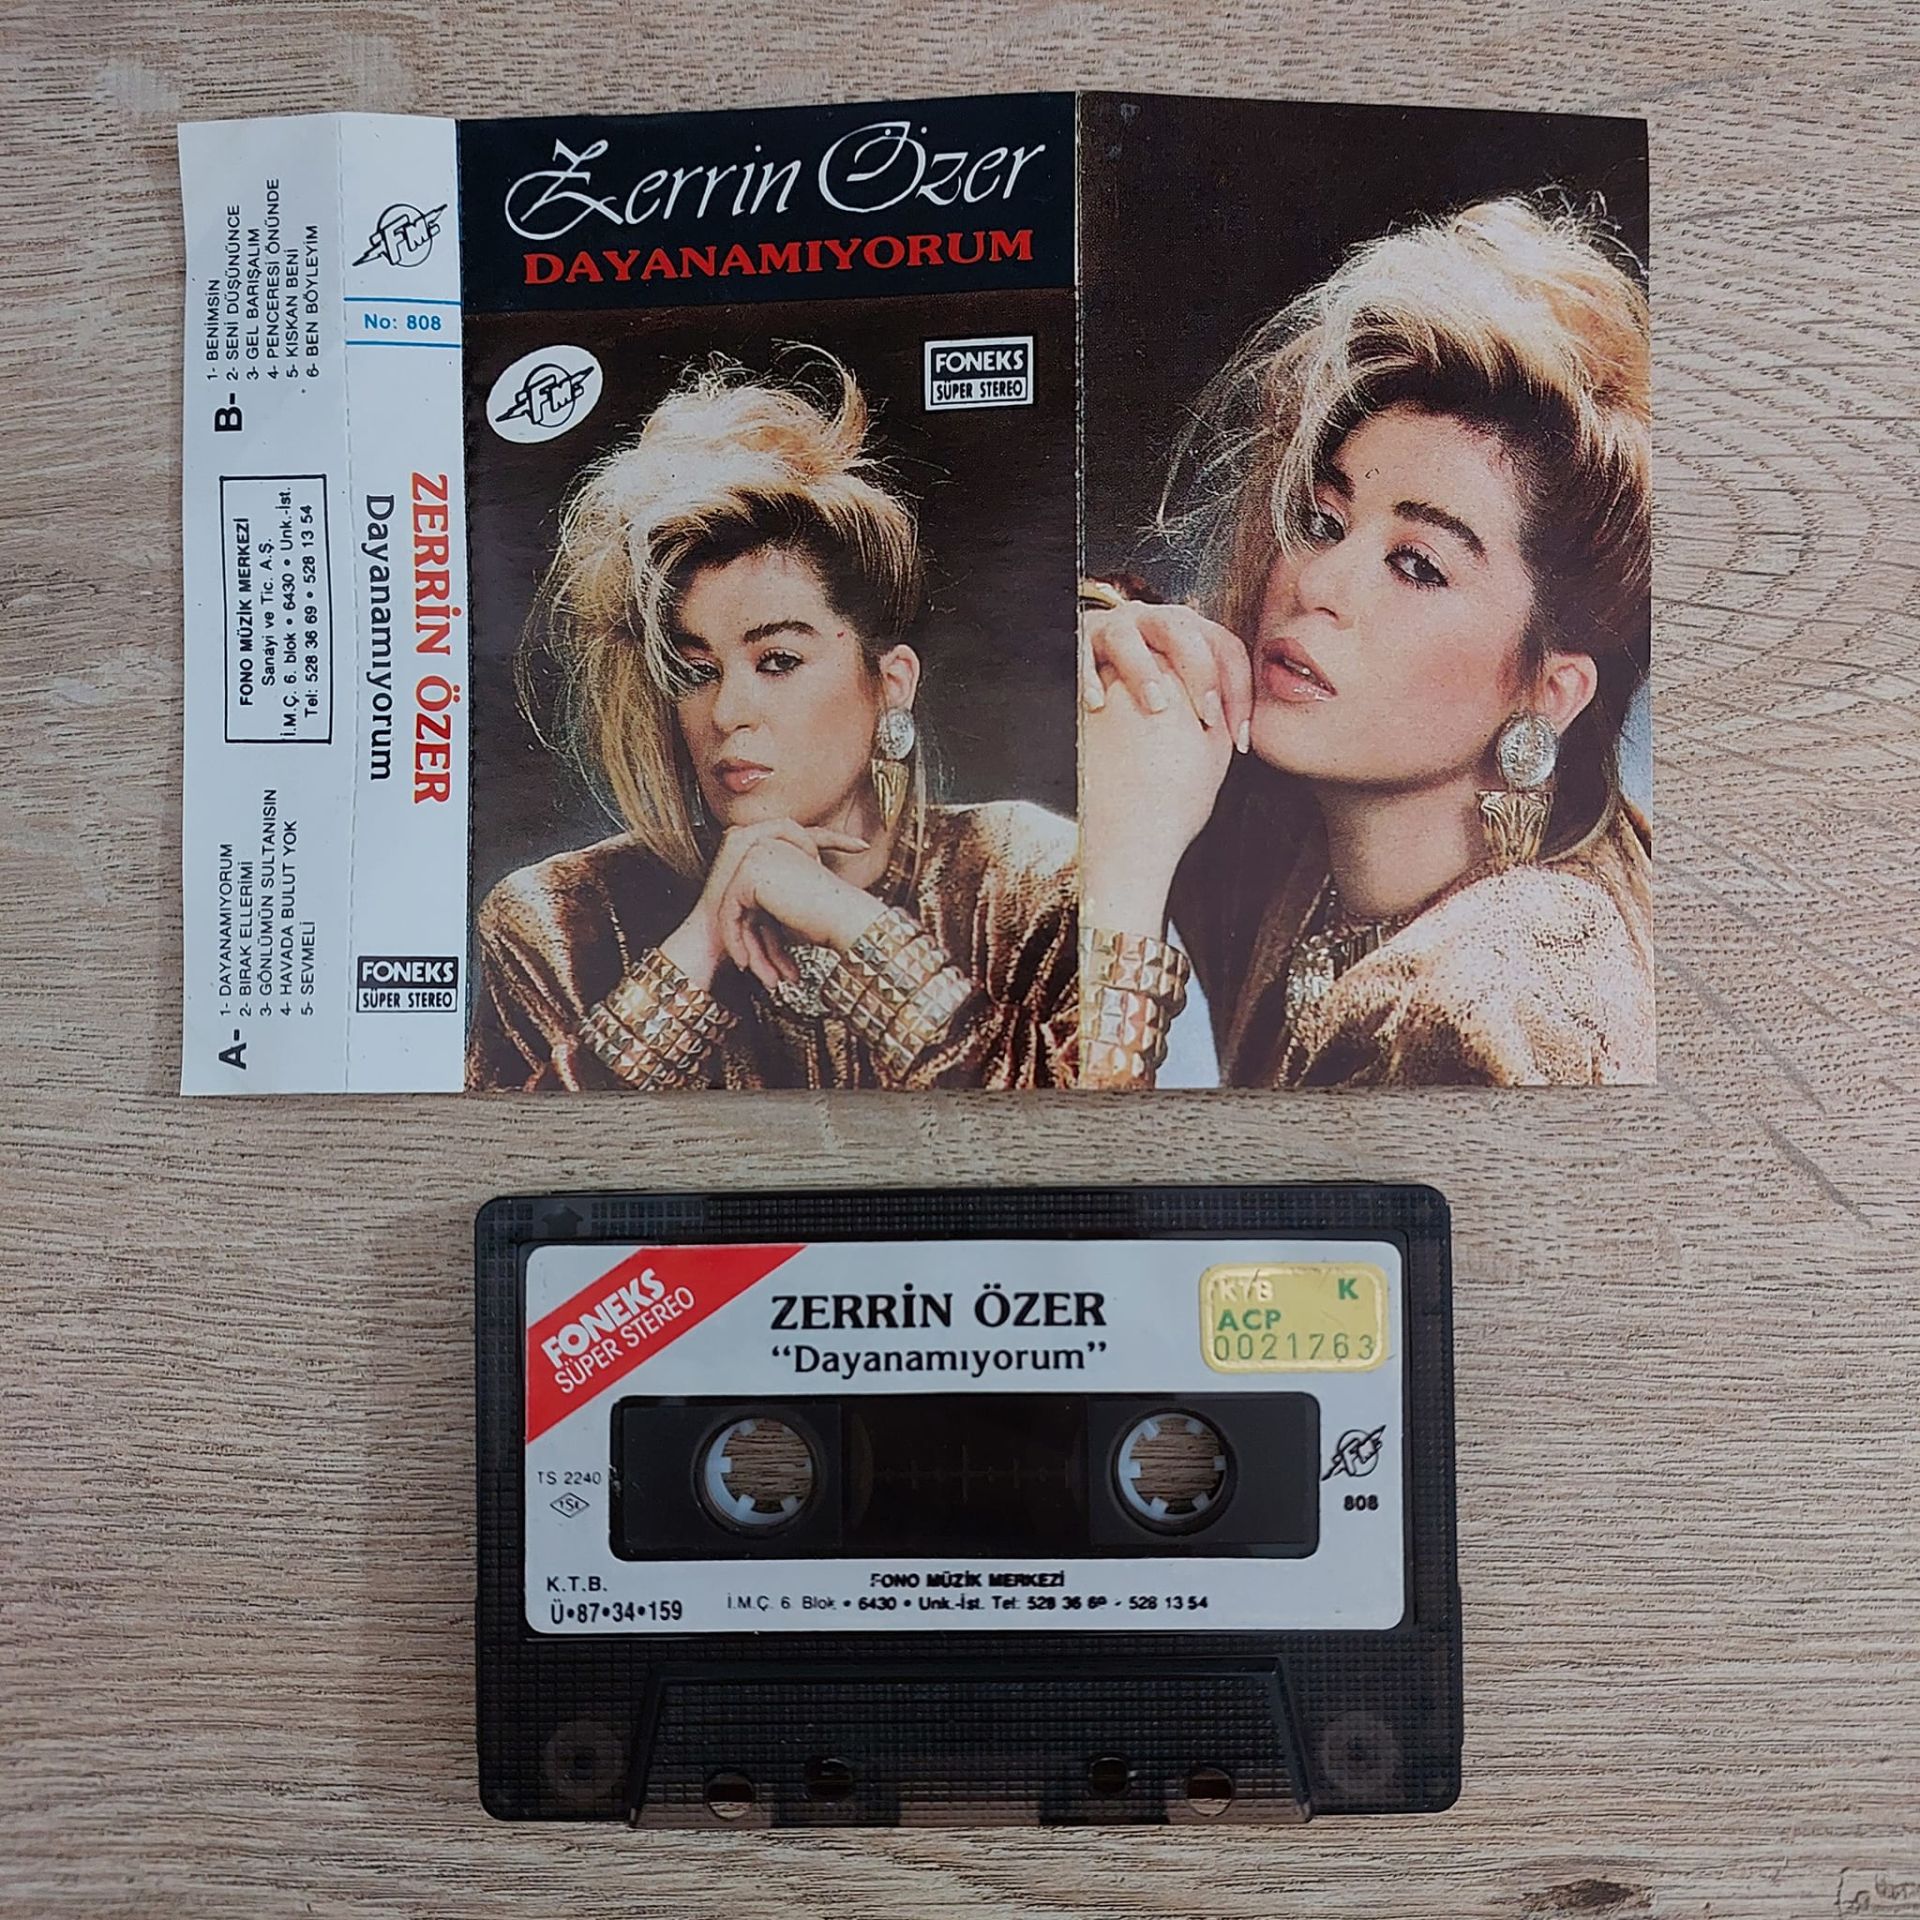 Zerrin Özer
DAYANAMIYORUM
FM
FONEKS
SÜPER STEREO
FM
No: 808
ZERRİN ÖZER
Dayanamıyorum
FONEKS
SÜPER STEREO
A-
1- DAYANAMIYORUM
2- BIRAK ELLERİMİ
3- GÖNLÜMÜN SULTANISIN
4- HAVADA BULUT YOK
5- SEVMELİ
FONO MÜZİK MERKEZİ
Sanayi ve Tic. A.Ş.
İ.M.Ç. 6. blok • 6430 • Unk.-İst.
Tel: 528 36 69 • 528 13 54
B-
1- BENİMSİN
2- SENİ DÜŞÜNÜNCE
3- GEL BARIŞALIM
4- PENCERESİ ÖNÜNDE
5- KISKAN BENİ
6- BEN BÖYLEYİM
FONEKS
SÜPER STEREO
ZERRİN ÖZER
“Dayanamıyorum”
KTB K
ACP
0021763
TS 2240
TSE
FM
808
K.T.B.
Ü•87•34•159
FONO MÜZİK MERKEZİ
İ.M.Ç. 6. Blok • 6430 • Unk.-İst. Tel: 528 36 69 - 528 13 54